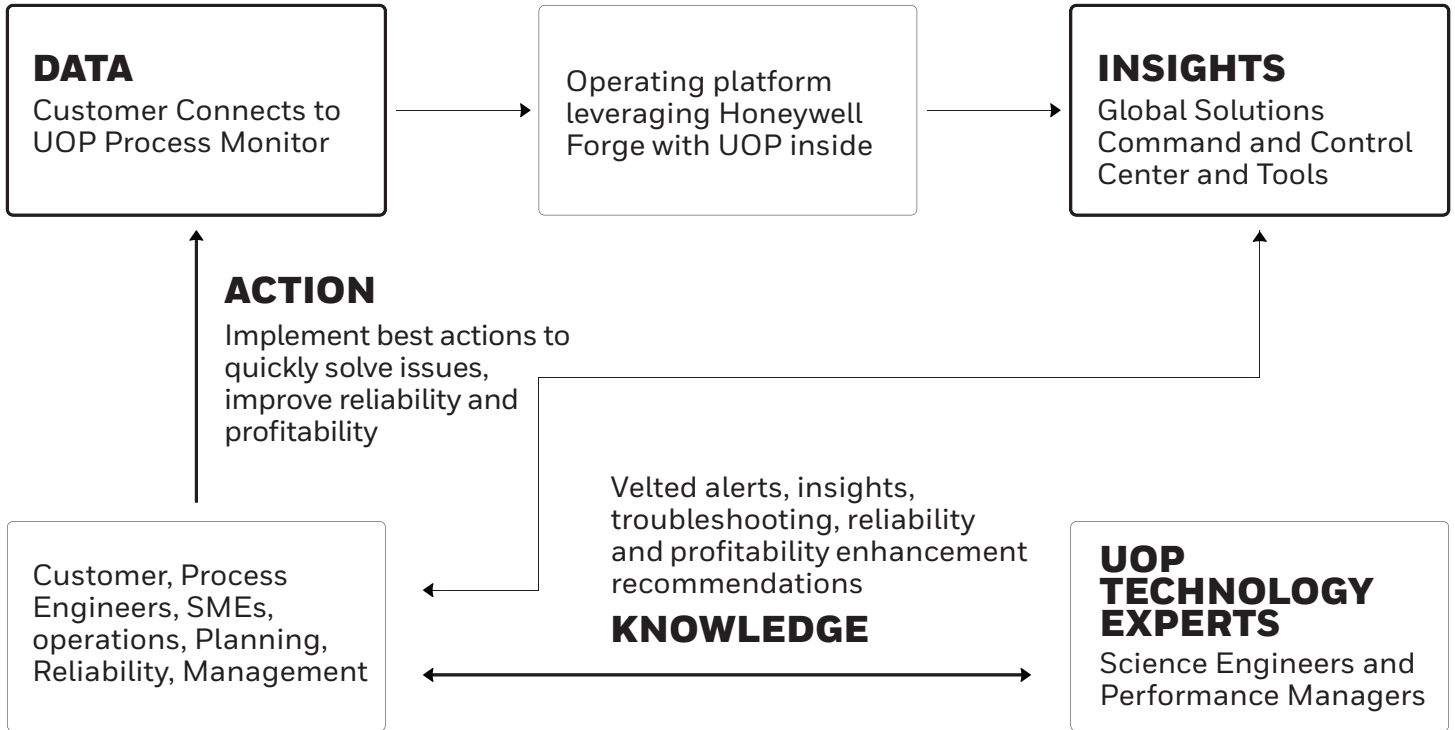 DATA
Customer Connects to
UOP Process Monitor
Operating platform
leveraging Honeywell
Forge with UOP inside
INSIGHTS
Global Solutions
Command and Control
Center and Tools
ACTION
Implement best actions to
quickly solve issues,
improve reliability and
profitability
Customer, Process
Engineers, SMEs,
operations, Planning,
Reliability, Management
Velted alerts, insights,
troubleshooting, reliability
and profitability enhancement
recommendations
KNOWLEDGE
UOP
TECHNOLOGY
EXPERTS
Science Engineers and
Performance Managers